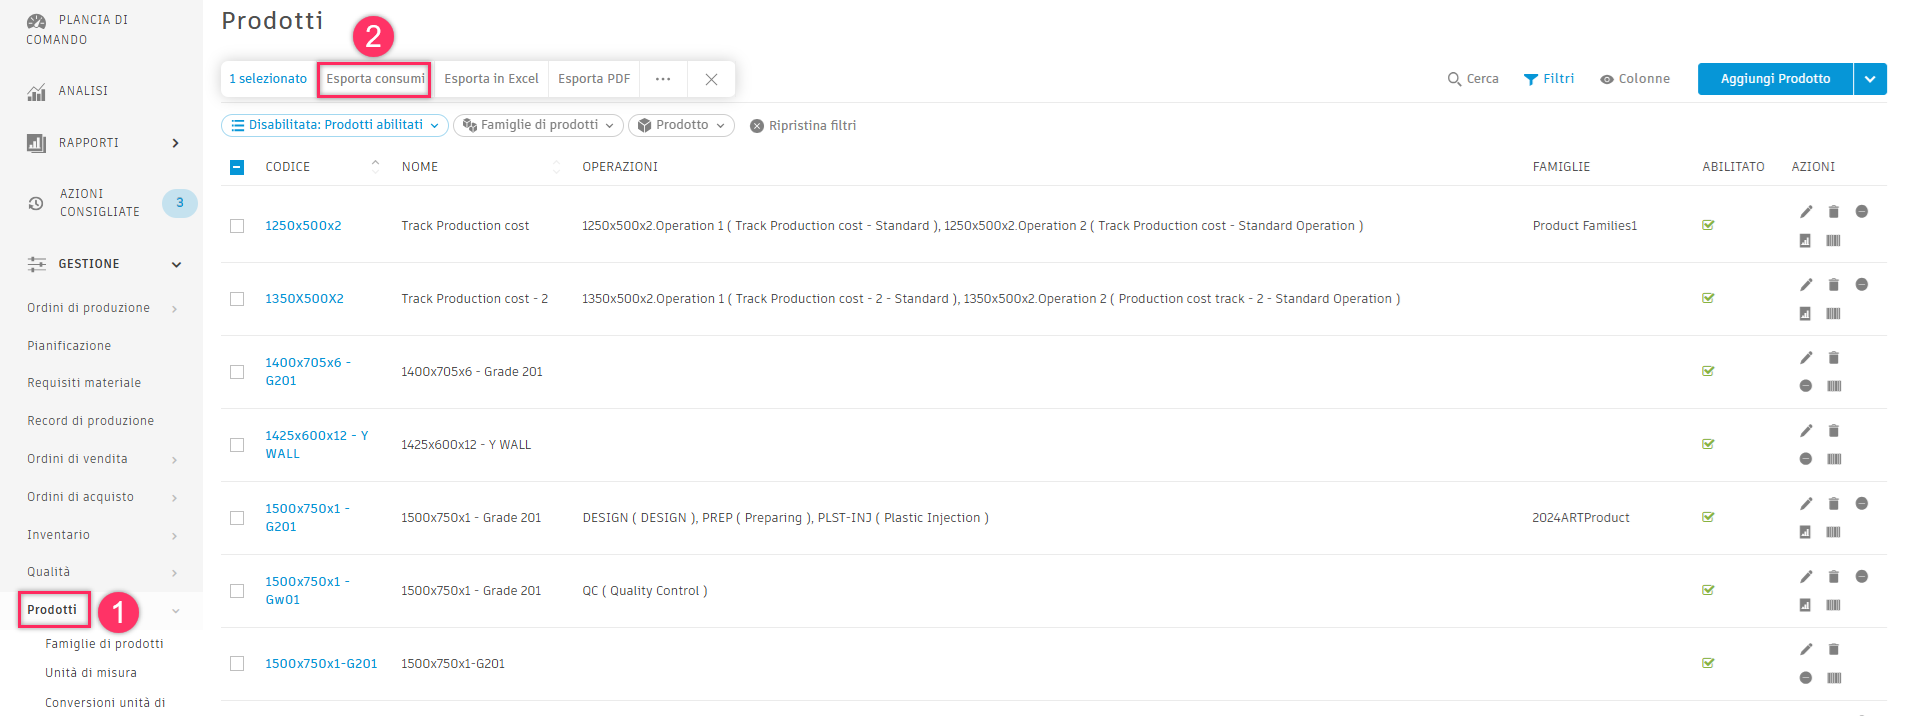 PLANCIA DI
COMANDO
ANALISI
RAPPORTI
AZIONI
CONSIGLIATE
3
GESTIONE
Ordini di produzione
Pianificazione
Requisiti materiale
Record di produzione
Ordini di vendita
Ordini di acquisto
Inventario
Qualità
Prodotti
1
Famiglie di prodotti
Unità di misura
Conversioni unità di
Prodotti
2
1 selezionato Esporta consumi Esporta in Excel Esporta PDF ...
Cerca Filtri Colonne Aggiungi Prodotto
Disabilitata: Prodotti abilitati Famiglie di prodotti Prodotto Ripristina filtri
CODICE NOME OPERAZIONI FAMIGLIE ABILITATO AZIONI
1250x500x2 Track Production cost 1250x500x2.Operation 1 ( Track Production cost - Standard ), 1250x500x2.Operation 2 ( Track Production cost - Standard Operation ) Product Families1
1350X500X2 Track Production cost - 2 1350x500x2.Operation 1 ( Track Production cost - 2 - Standard ), 1350x500x2.Operation 2 ( Production cost track - 2 - Standard Operation )
1400x705x6 -
G201
1400x705x6 - Grade 201
1425x600x12 - Y
WALL
1425x600x12 - Y WALL
1500x750x1 -
G201
1500x750x1 - Grade 201 DESIGN ( DESIGN ), PREP ( Preparing ), PLST-INJ ( Plastic Injection ) 2024ARTProduct
1500x750x1 -
Gw01
1500x750x1 - Grade 201 QC ( Quality Control )
1500x750x1-G201 1500x750x1-G201